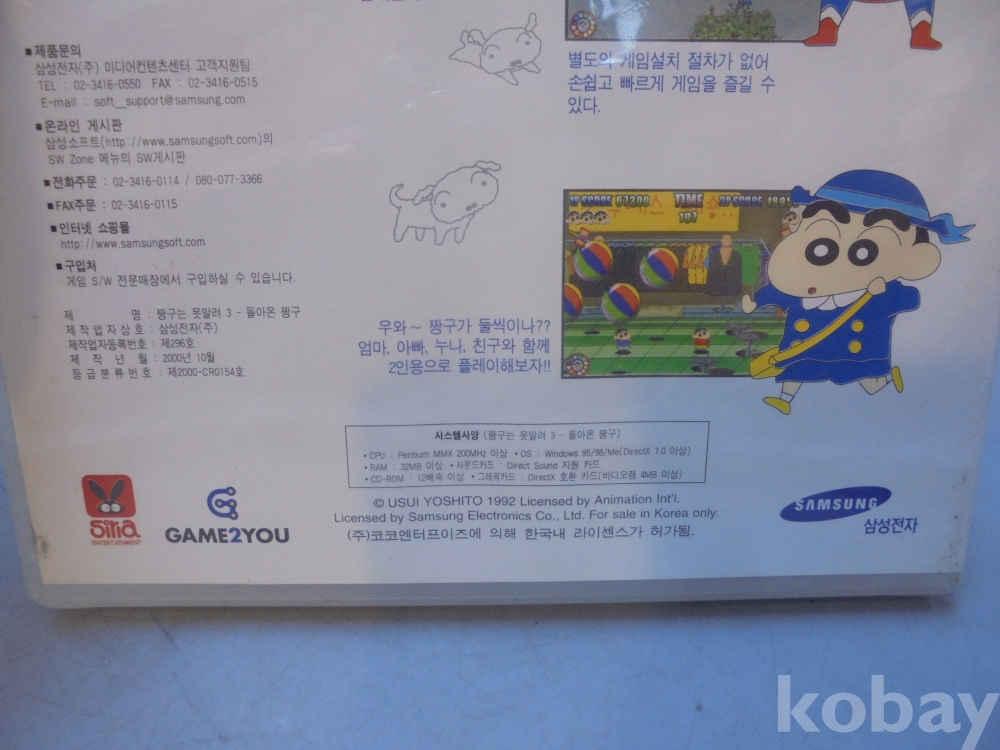 ■제품문의
삼성전자(주) 미디어컨텐츠센터 고객지원팀
TEL : 02-3416-0550 FAX : 02-3416-0515
E-mail : soft__support@samsung.com
■온라인 게시판
삼성소프트(http://www.samsungsoft.com)의
SW Zone 메뉴의 SW게시판
■전화주문 : 02-3416-0114 / 080-077-3366
■FAX주문 : 02-3416-0115
■인터넷 쇼핑몰
http://www.samsungsoft.com
■구입처
게임 S/W 전문매장에서 구입하실 수 있습니다.
제 명 : 짱구는 못말려 3 - 돌아온 짱구
제작업자상호 : 삼성전자(주)
제작업자등록번호 : 제296호
제 작 년 월 : 2000년 10월
등급분류번호 : 제2000-CR0154호
별도의 게임설치 절차가 없어
손쉽고 빠르게 게임을 즐길 수
있다.
1P SCORE 67300 TIME 2P SCORE
107
우와~ 짱구가 둘씩이나??
엄마, 아빠, 누나, 친구와 함께
2인용으로 플레이해보자!!
시스템사양 (짱구는 못말려 3 - 돌아온 짱구)
• CPU : Pentium MMX 200MHz 이상 • OS : Windows 95/98/Me(DirectX 7.0 이상)
• RAM : 32MB 이상 • 사운드카드 : Direct Sound 지원 카드
• CD-ROM : 12배속 이상 • 그래픽카드 : DirectX 호환 카드(비디오램 4MB 이상)
© USUI YOSHITO 1992 Licensed by Animation Int'l.
Licensed by Samsung Electronics Co., Ltd. For sale in Korea only.
(주)코코엔터프이즈에 의해 한국내 라이센스가 허가됨.
Siria
ENTERTAINMENT
GAME2YOU
SAMSUNG
삼성전자
kobay